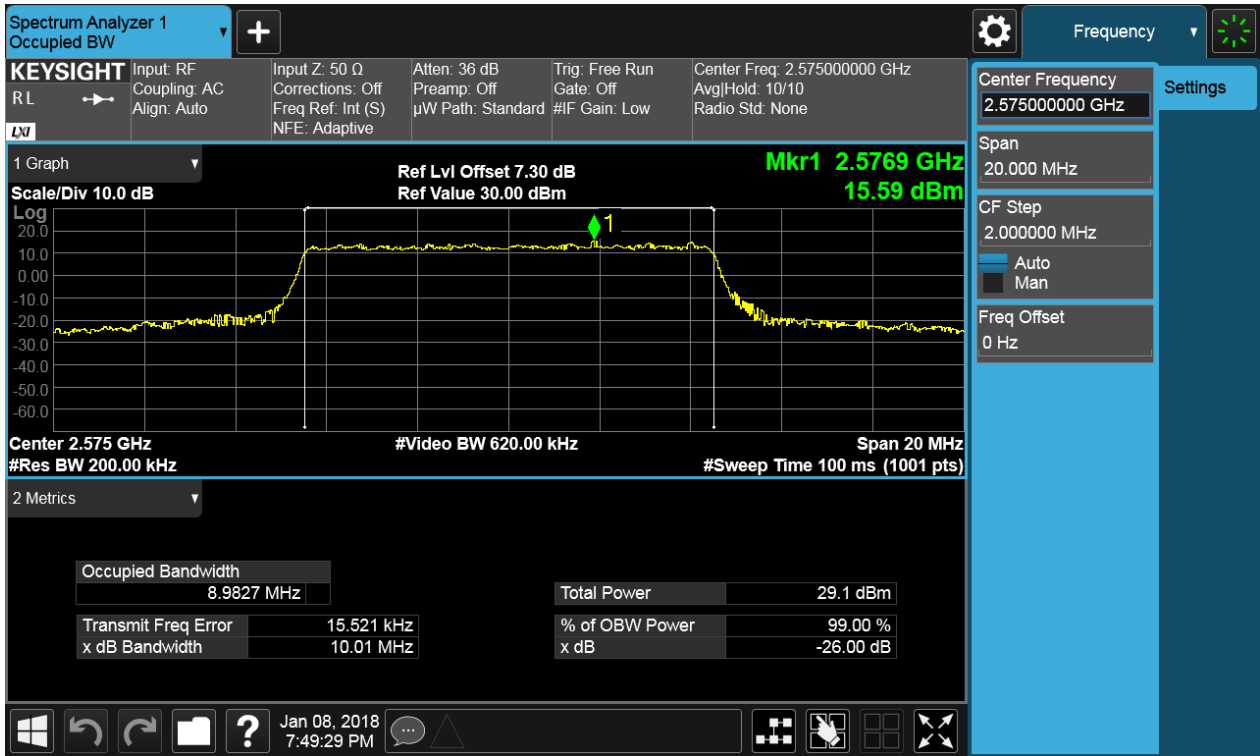 Spectrum Analyzer 1
Occupied BW
Frequency
KEYSIGHT
RL
LXI
Input: RF
Coupling: AC
Align: Auto
Input Z: 50 Ω
Corrections: Off
Freq Ref: Int (S)
NFE: Adaptive
Atten: 36 dB
Preamp: Off
µW Path: Standard
Trig: Free Run
Gate: Off
#IF Gain: Low
Center Freq: 2.575000000 GHz
Avg|Hold: 10/10
Radio Std: None
Center Frequency
2.575000000 GHz
Settings
Span
20.000 MHz
CF Step
2.000000 MHz
Auto
Man
Freq Offset
0 Hz
1 Graph
Scale/Div 10.0 dB
Ref Lvl Offset 7.30 dB
Ref Value 30.00 dBm
Mkr1 2.5769 GHz
15.59 dBm
Log
1
20.0
10.0
0.00
-10.0
-20.0
-30.0
-40.0
-50.0
-60.0
Center 2.575 GHz
#Video BW 620.00 kHz
Span 20 MHz
#Res BW 200.00 kHz
#Sweep Time 100 ms (1001 pts)
2 Metrics
Occupied Bandwidth
8.9827 MHz
Total Power 29.1 dBm
Transmit Freq Error 15.521 kHz
% of OBW Power 99.00 %
x dB Bandwidth 10.01 MHz
x dB -26.00 dB
?
Jan 08, 2018
7:49:29 PM